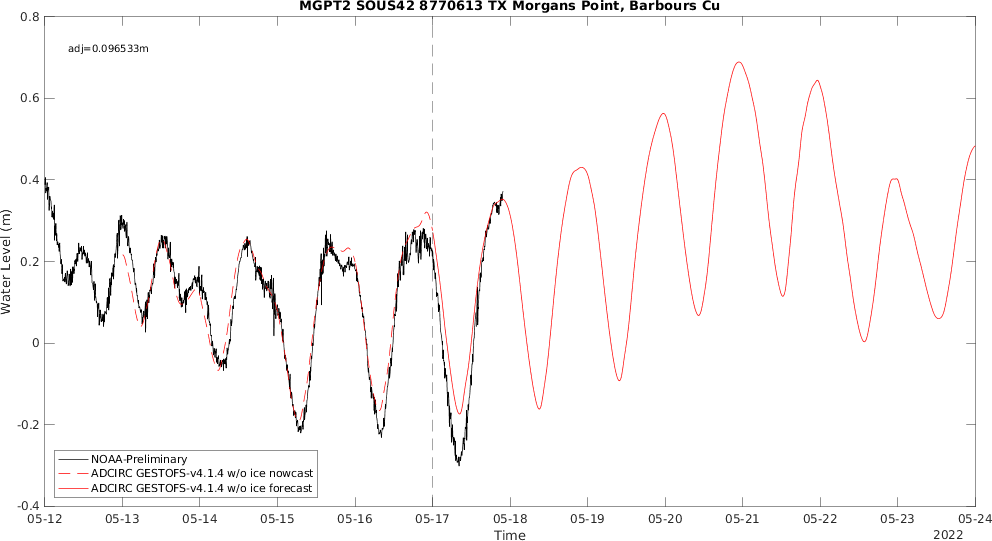 MGPT2 SOUS42 8770613 TX Morgans Point, Barbours Cu
adj=0.096533m
0.8
0.6
0.4
0.2
0
-0.2
-0.4
Water Level (m)
NOAA-Preliminary
ADCIRC GESTOFS-v4.1.4 w/o ice nowcast
ADCIRC GESTOFS-v4.1.4 w/o ice forecast
05-12 05-13 05-14 05-15 05-16 05-17 05-18 05-19 05-20 05-21 05-22 05-23 05-24
Time
2022